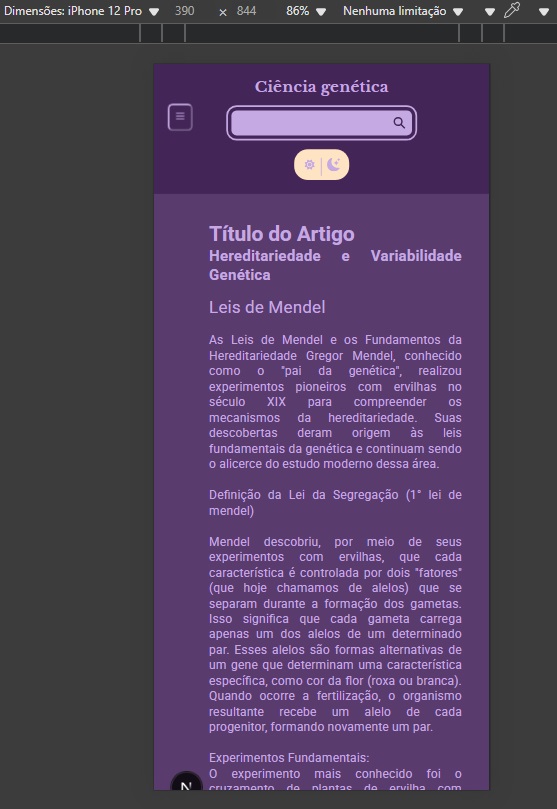 Dimensões: iPhone 12 Pro ▼ 390 × 844 86% ▼ Nenhuma limitação ▼
Ciência genética
Título do Artigo
Hereditariedade e Variabilidade
Genética
Leis de Mendel
As Leis de Mendel e os Fundamentos da
Hereditariedade Gregor Mendel, conhecido
como o "pai da genética", realizou
experimentos pioneiros com ervilhas no
século XIX para compreender os
mecanismos da hereditariedade. Suas
descobertas deram origem às leis
fundamentais da genética e continuam sendo
o alicerce do estudo moderno dessa área.
Definição da Lei da Segregação (1° lei de
mendel)
Mendel descobriu, por meio de seus
experimentos com ervilhas, que cada
característica é controlada por dois "fatores"
(que hoje chamamos de alelos) que se
separam durante a formação dos gametas.
Isso significa que cada gameta carrega
apenas um dos alelos de um determinado
par. Esses alelos são formas alternativas de
um gene que determinam uma característica
específica, como cor da flor (roxa ou branca).
Quando ocorre a fertilização, o organismo
resultante recebe um alelo de cada
progenitor, formando novamente um par.
Experimentos Fundamentais:
O experimento mais conhecido foi o
cruzamento de plantas de ervilha com
N